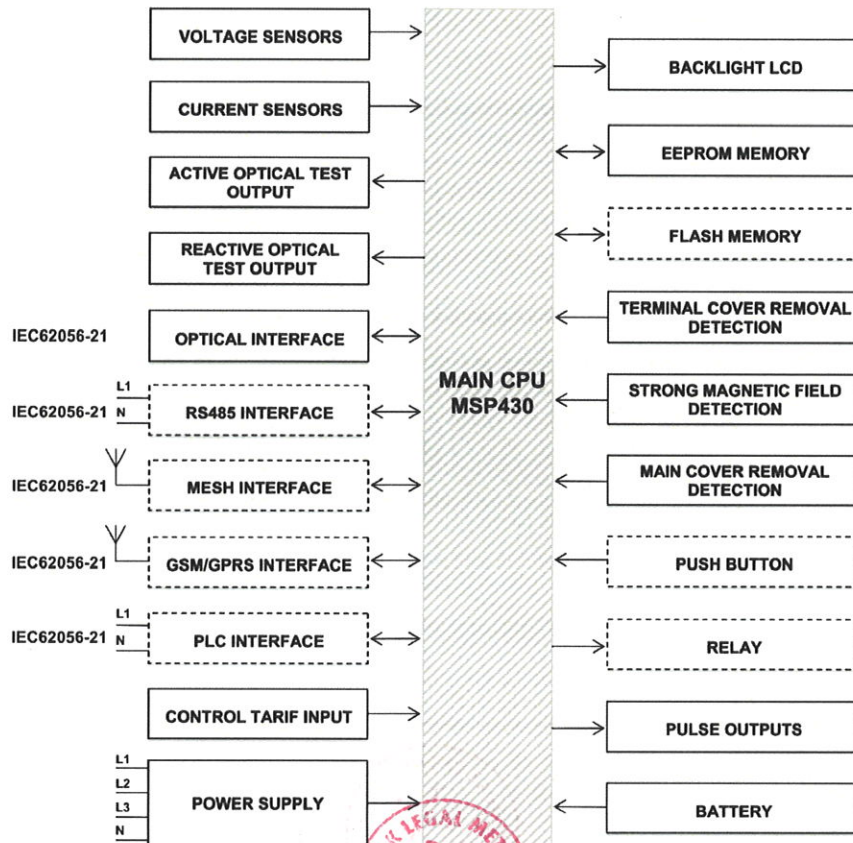 VOLTAGE SENSORS
CURRENT SENSORS
ACTIVE OPTICAL TEST
OUTPUT
REACTIVE OPTICAL
TEST OUTPUT
IEC62056-21
OPTICAL INTERFACE
L1
IEC62056-21 N
RS485 INTERFACE
IEC62056-21
MESH INTERFACE
IEC62056-21
GSM/GPRS INTERFACE
L1
IEC62056-21 N
PLC INTERFACE
CONTROL TARIF INPUT
L1
L2
L3
N
POWER SUPPLY
MAIN CPU
MSP430
BACKLIGHT LCD
EEPROM MEMORY
FLASH MEMORY
TERMINAL COVER REMOVAL
DETECTION
STRONG MAGNETIC FIELD
DETECTION
MAIN COVER REMOVAL
DETECTION
PUSH BUTTON
RELAY
PULSE OUTPUTS
BATTERY
LEGAL